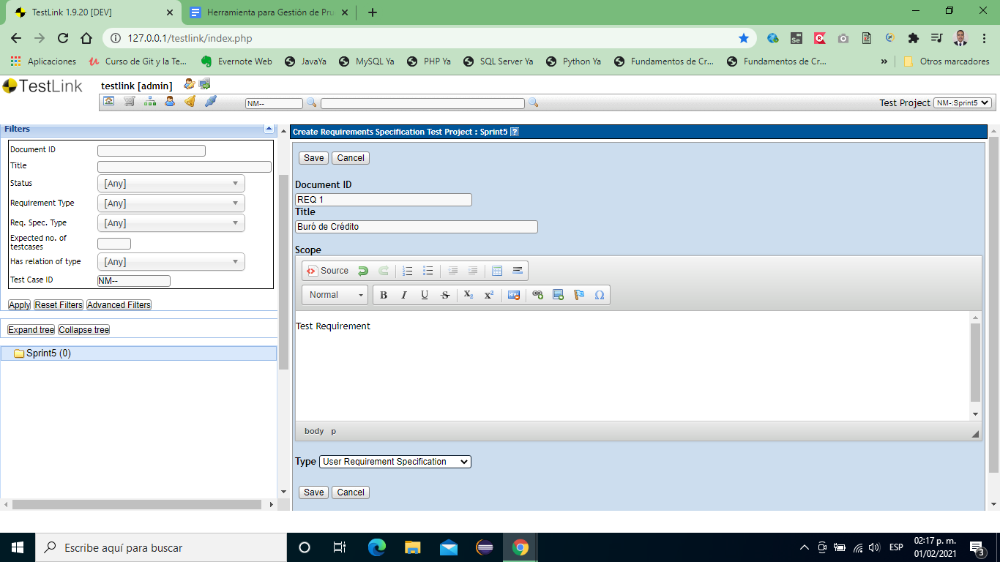 TestLink 1.9.20 [DEV]
Herramienta para Gestión de Pru
127.0.0.1/testlink/index.php
Se
Aplicaciones
Curso de Git y la Te...
Evernote Web
JavaYa
MySQL Ya
PHP Ya
SQL Server Ya
Python Ya
Fundamentos de Cr...
Fundamentos de Cr...
»
Otros marcadores
TestLink
testlink [admin]
NM--
Test Project
NM-:Sprint5
Filters
Document ID
Title
Status
[Any]
Requirement Type
[Any]
Req. Spec. Type
[Any]
Expected no. of
testcases
Has relation of type
[Any]
Test Case ID
NM--
Apply
Reset Filters
Advanced Filters
Expand tree
Collapse tree
Sprint5 (0)
Create Requirements Specification Test Project : Sprint5 ?
Save
Cancel
Document ID
REQ 1
Title
Buró de Crédito
Scope
Source
Normal
B I U S X₂ X² Ω
Test Requirement
body p
Type
User Requirement Specification
Save
Cancel
Escribe aquí para buscar
ESP
02:17 p. m.
01/02/2021
3